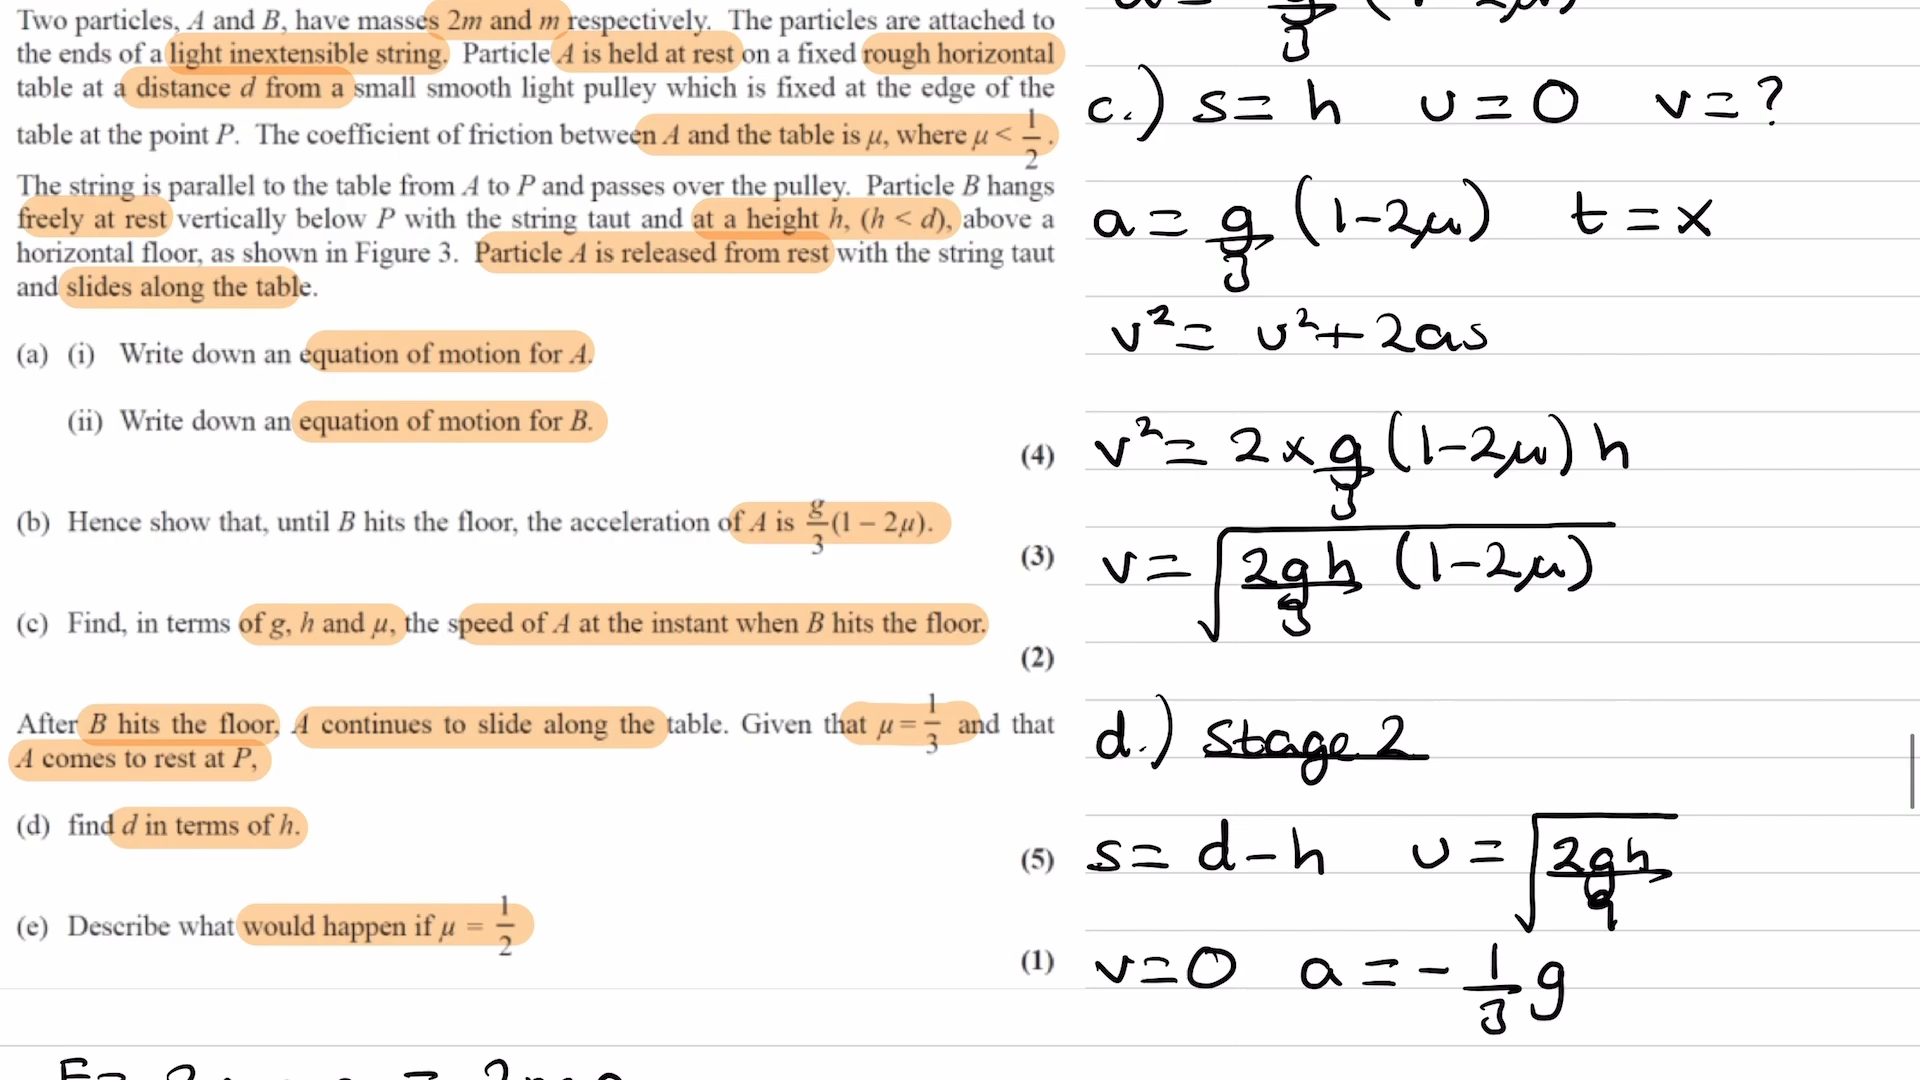 Two particles, A and B, have masses 2m and m respectively. The particles are attached to
the ends of a light inextensible string. Particle A is held at rest on a fixed rough horizontal
table at a distance d from a small smooth light pulley which is fixed at the edge of the
table at the point P. The coefficient of friction between A and the table is μ, where μ < 1/2.
The string is parallel to the table from A to P and passes over the pulley. Particle B hangs
freely at rest vertically below P with the string taut and at a height h, (h < d), above a
horizontal floor, as shown in Figure 3. Particle A is released from rest with the string taut
and slides along the table.
(a) (i) Write down an equation of motion for A.
(ii) Write down an equation of motion for B.
(4)
(b) Hence show that, until B hits the floor, the acceleration of A is g/3(1 – 2μ).
(3)
(c) Find, in terms of g, h and μ, the speed of A at the instant when B hits the floor.
(2)
After B hits the floor, A continues to slide along the table. Given that μ = 1/3 and that
A comes to rest at P,
(d) find d in terms of h.
(5)
(e) Describe what would happen if μ = 1/2
(1)
c.) s = h u = 0 v = ?
a = g/3 (1-2μ) t = x
v² = u² + 2as
v² = 2 x g/3 (1-2μ) h
v = √(2gh/3 (1-2μ))
d.) Stage 2
s = d-h u = √(2gh/9)
v = 0 a = - 1/3 g